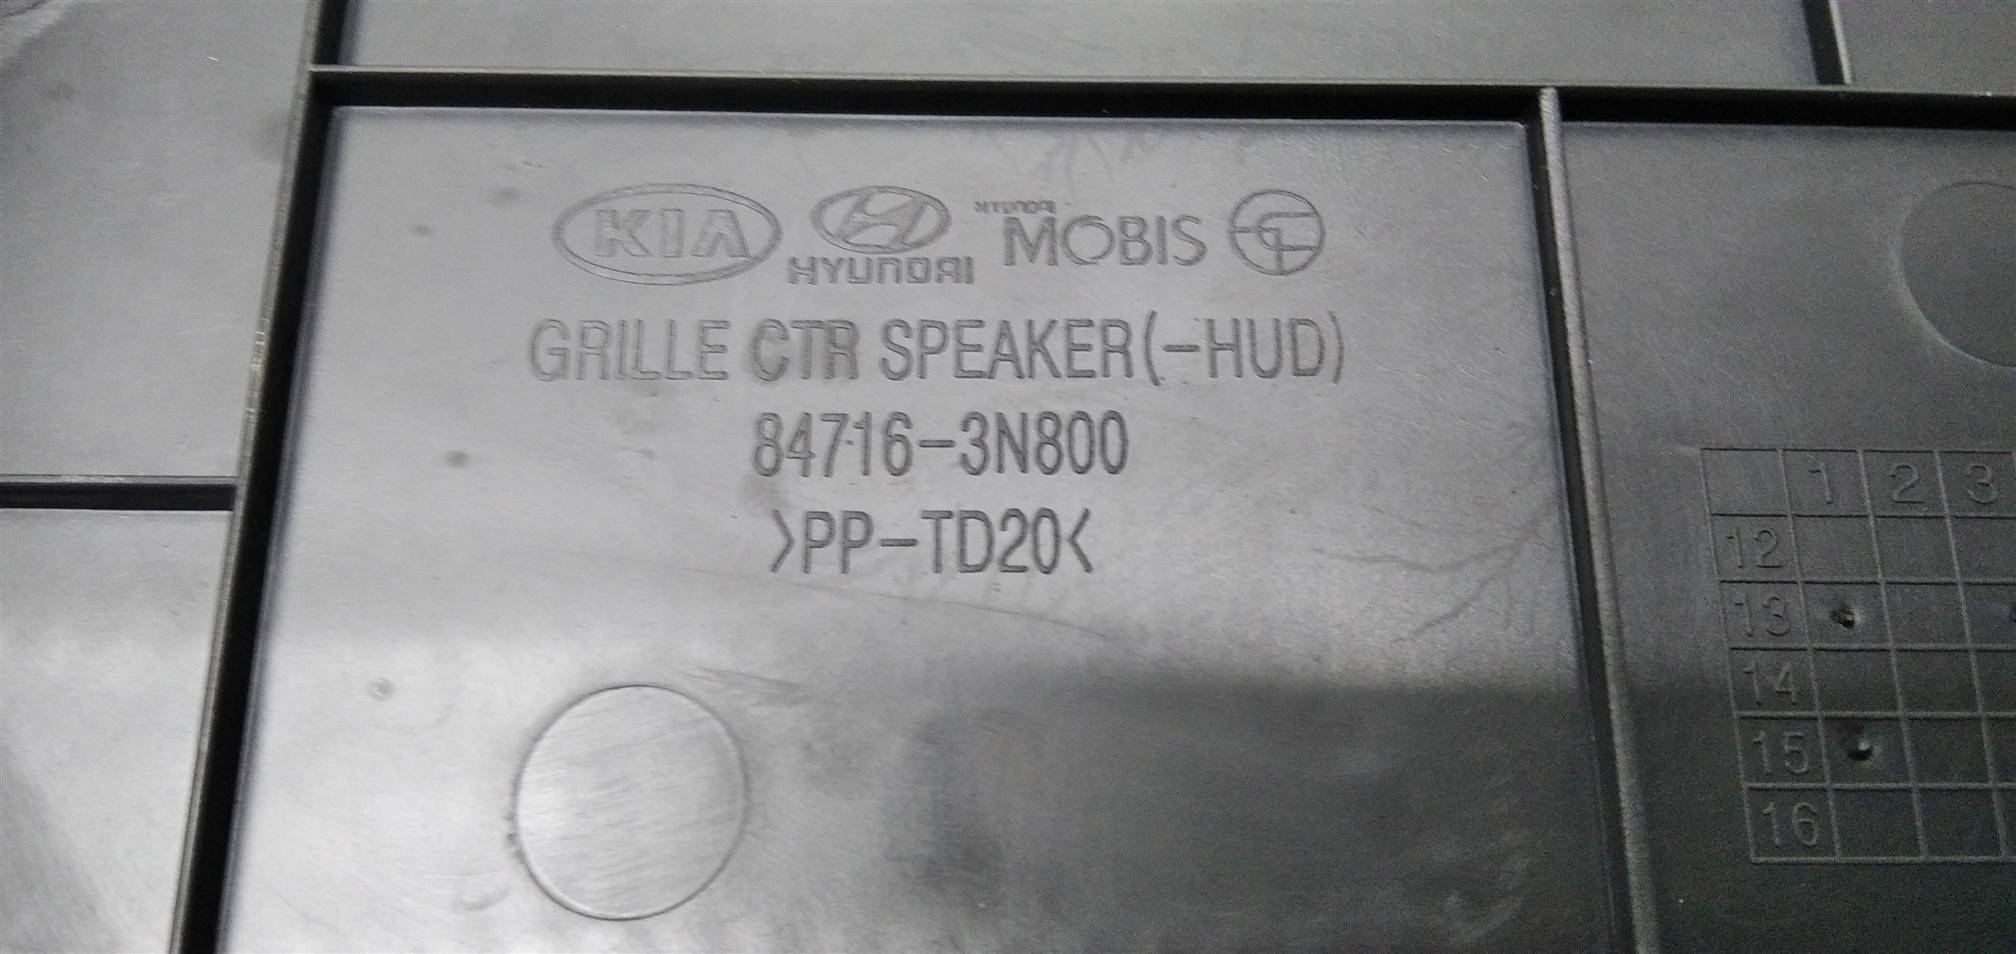 KIA HYUNDAI HYUNDAI MOBIS
GRILLE CTR SPEAKER(-HUD)
84716-3N800
>PP-TD20<
1 2 3
12
13
14
15
16